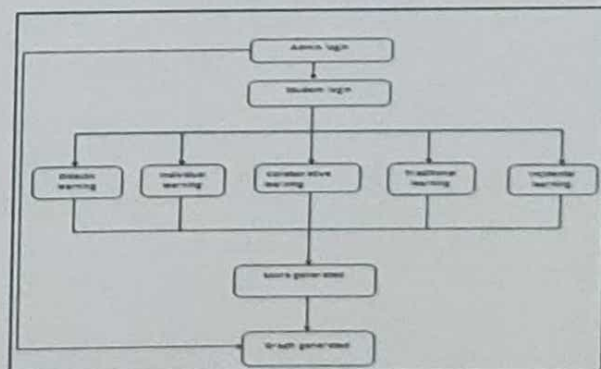 Admin login
Student login
Didactic
learning
Individual
learning
Collaborative
learning
Traditional
learning
Incidental
learning
Score generated
Graph generated